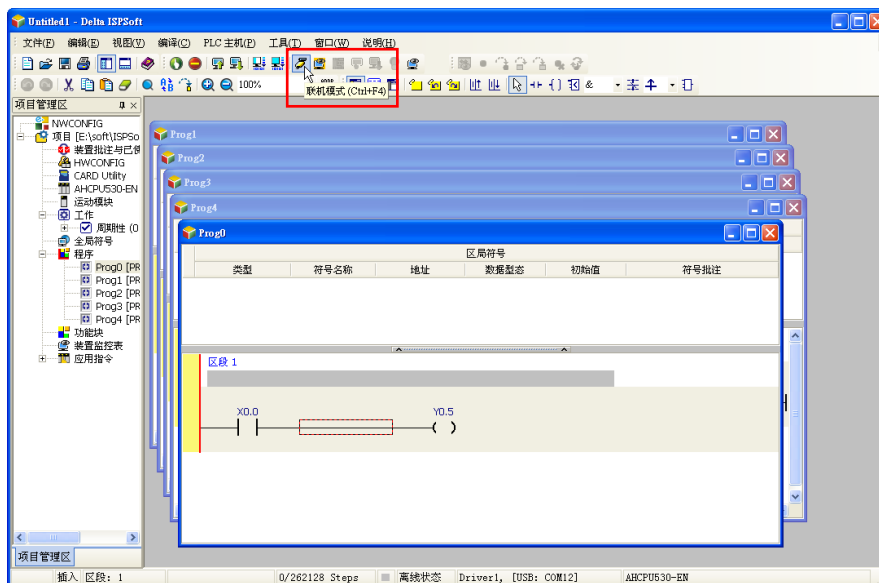 Untitled1 - Delta ISPSoft
文件(F) 编辑(E) 视图(V) 编译(C) PLC 主机(P) 工具(T) 窗口(W) 说明(H)
100%
联机模式 (Ctrl+F4)
项目管理区
NWCONFIG
项目 [E:\soft\ISPSo
装置批注与已使
HWCONFIG
CARD Utility
AHCPU530-EN
运动模块
工作
周期性 (0
全局符号
程序
Prog0 [PR
Prog1 [PR
Prog2 [PR
Prog3 [PR
Prog4 [PR
功能块
装置监控表
应用指令
项目管理区
Prog1
Prog2
Prog3
Prog4
Prog0
区局符号
类型 符号名称 地址 数据型态 初始值 符号批注
区段 1
X0.0 Y0.5
插入 区段: 1 0/262128 Steps 离线状态 Driver1, [USB: COM12] AHCPU530-EN